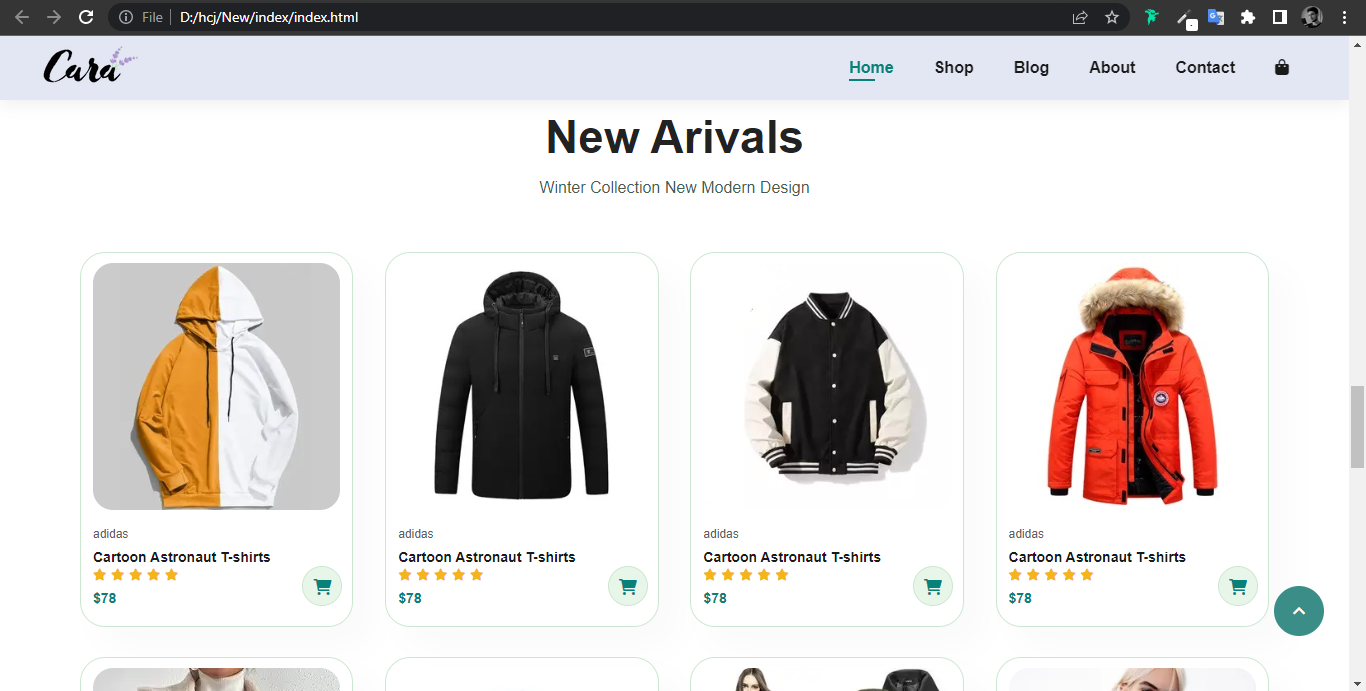 File D:/hcj/New/index/index.html
Cara
Home Shop Blog About Contact
New Arivals
Winter Collection New Modern Design
adidas adidas adidas adidas
Cartoon Astronaut T-shirts Cartoon Astronaut T-shirts Cartoon Astronaut T-shirts Cartoon Astronaut T-shirts
$78 $78 $78 $78